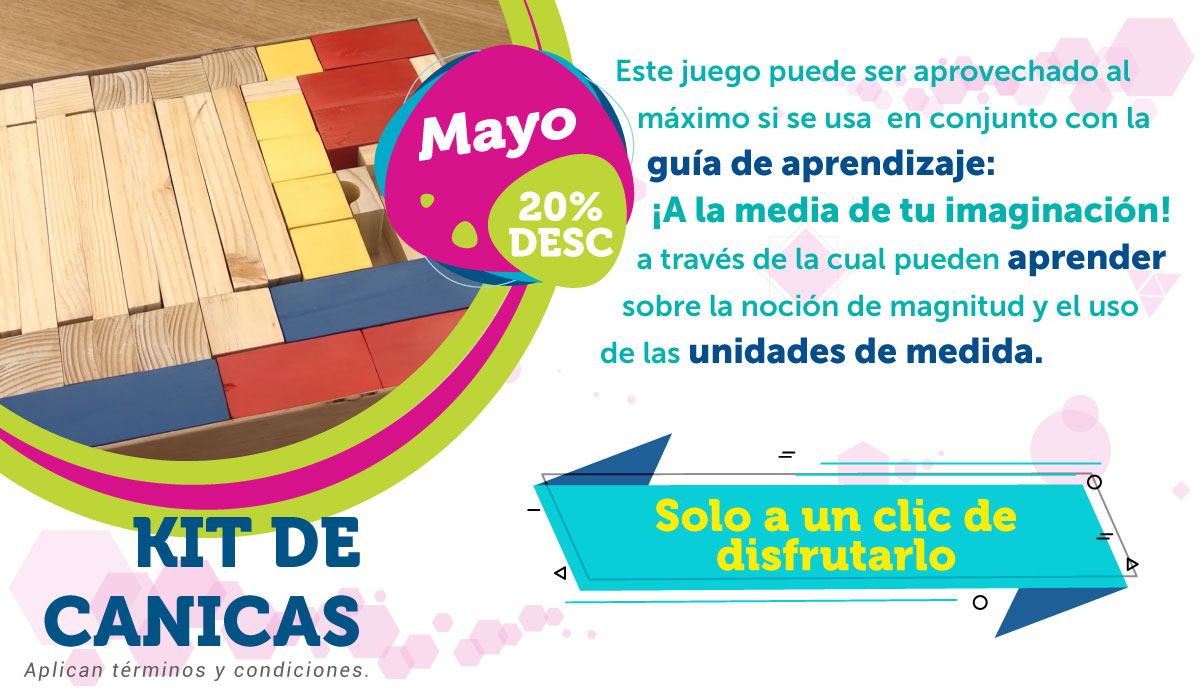 Mayo
20%
DESC
Este juego puede ser aprovechado al
máximo si se usa en conjunto con la
guía de aprendizaje:
¡A la media de tu imaginación!
a través de la cual pueden aprender
sobre la noción de magnitud y el uso
de las unidades de medida.
Solo a un clic de
disfrutarlo
KIT DE
CANICAS
Aplican términos y condiciones.